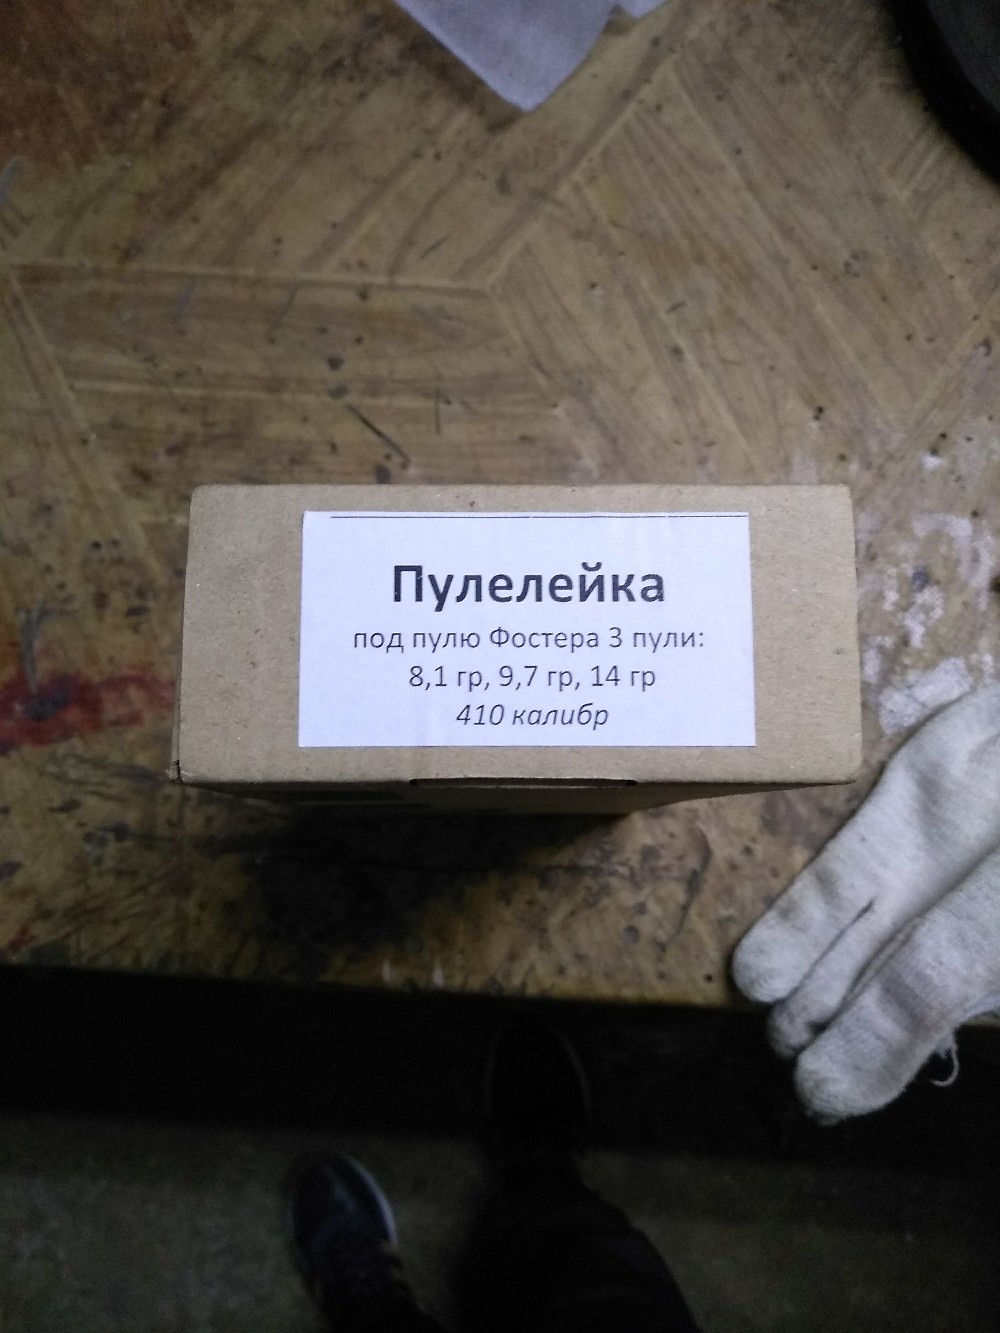 Пулелейка
под пулю Фостера 3 пули:
8,1 гр, 9,7 гр, 14 гр
410 калибр